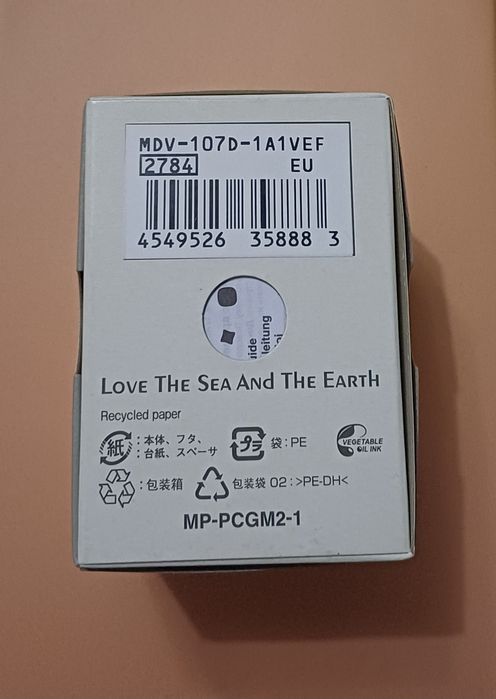 MDV-107D-1A1VEF
2784 EU
4549526 35888 3
leitung
LOVE THE SEA AND THE EARTH
Recycled paper
紙 :本体、フタ、
:台紙、スペーサ
プラ 袋:PE
VEGETABLE
OIL INK
:包装箱
包装袋 02:>PE-DH<
MP-PCGM2-1